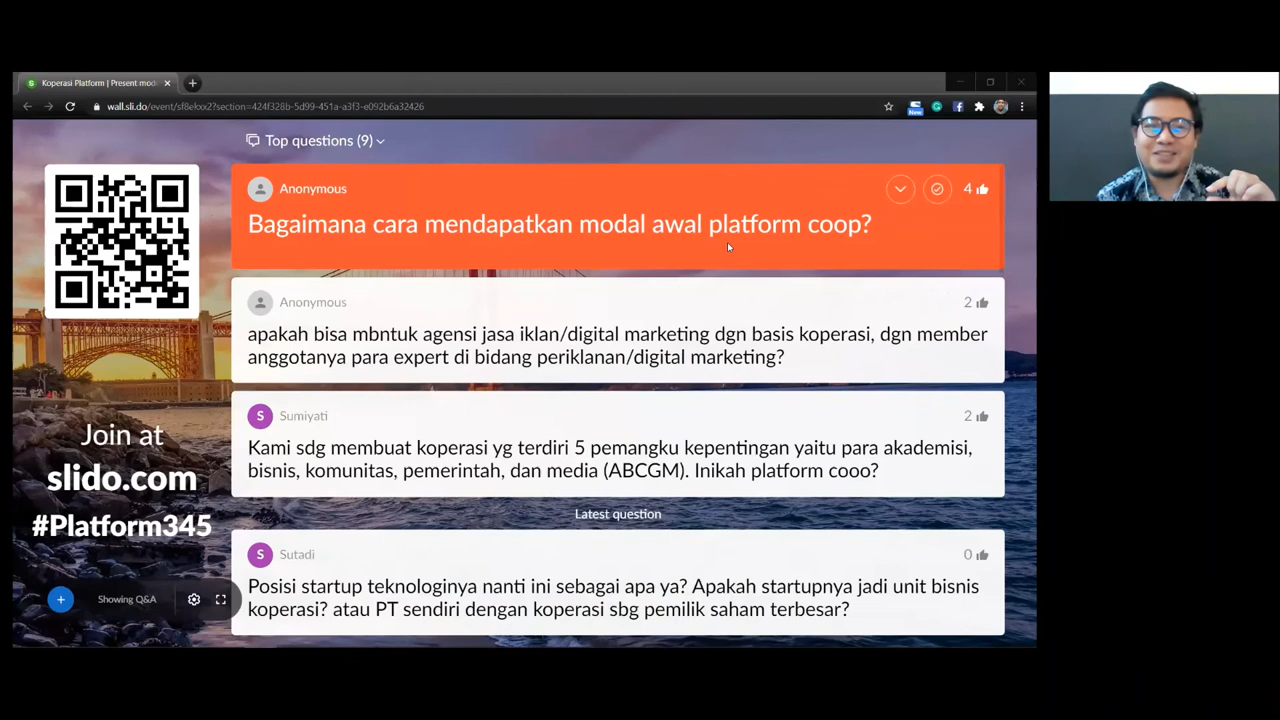 Koperasi Platform | Present mod
wall.sli.do/event/sf8elxx2?section=424f328b-5d99-451a-a3f3-e092b6a32426
New
Top questions (9)
Anonymous
4
Bagaimana cara mendapatkan modal awal platform coop?
Anonymous
2
apakah bisa mbntuk agensi jasa iklan/digital marketing dgn basis koperasi, dgn member
anggotanya para expert di bidang periklanan/digital marketing?
S
Sumiyati
2
Kami sdg membuat koperasi yg terdiri 5 pemangku kepentingan yaitu para akademisi,
bisnis, komunitas, pemerintah, dan media (ABCGM). Inikah platform cooo?
Latest question
S
Sutadi
0
Posisi startup teknologinya nanti ini sebagai apa ya? Apakah startupnya jadi unit bisnis
koperasi? atau PT sendiri dengan koperasi sbg pemilik saham terbesar?
Join at
slido.com
#Platform345
Showing Q&A